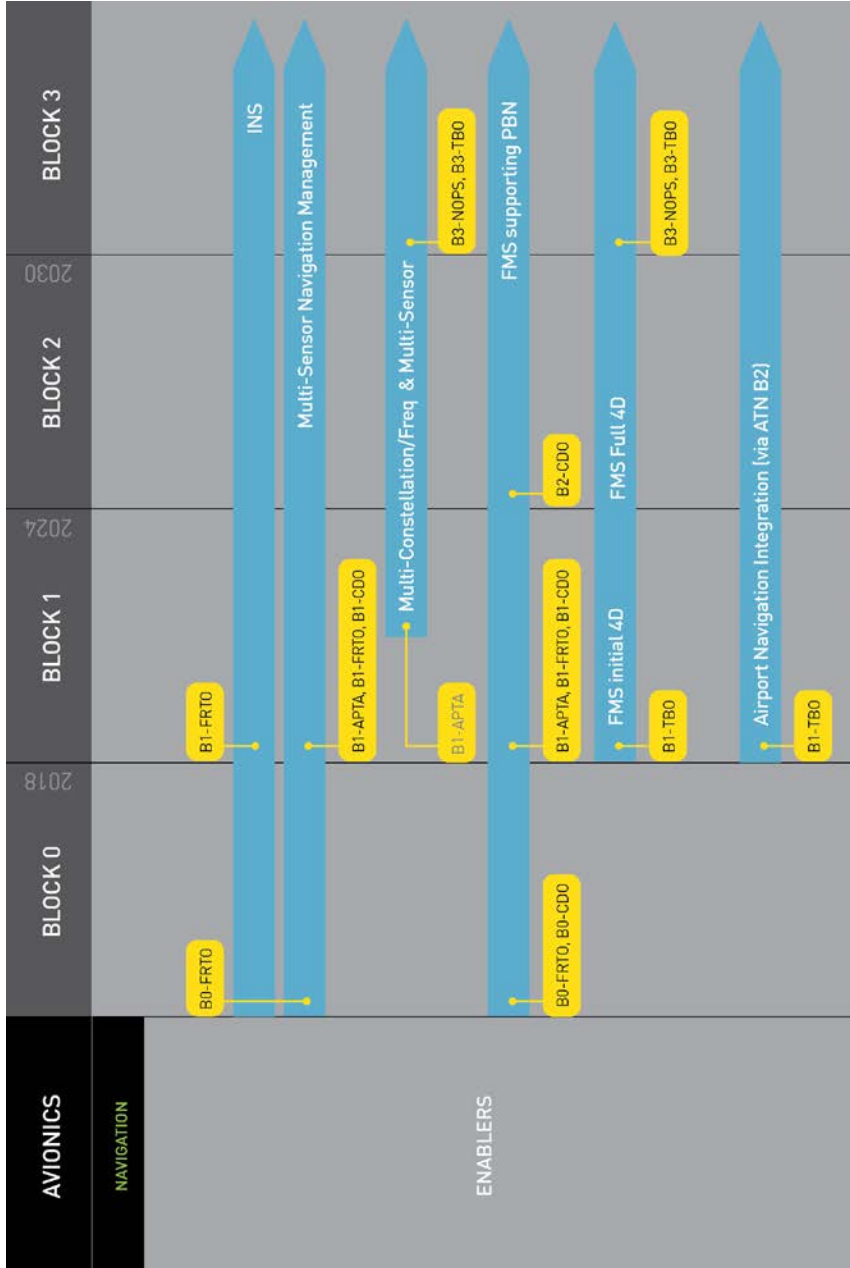 AVIONICS
BLOCK 0
2018
BLOCK 1
2024
BLOCK 2
2030
BLOCK 3
NAVIGATION
ENABLERS
B0-FRTO
B1-FRTO
INS
Multi-Sensor Navigation Management
B1-APTA, B1-FRTO, B1-CDO
Multi-Constellation/Freq & Multi-Sensor
B1-APTA
B3-NOPS, B3-TBO
FMS supporting PBN
B0-FRTO, B0-CDO
B1-APTA, B1-FRTO, B1-CDO
B2-CDO
FMS initial 4D
FMS Full 4D
B1-TBO
B3-NOPS, B3-TBO
Airport Navigation Integration (via ATN B2)
B1-TBO